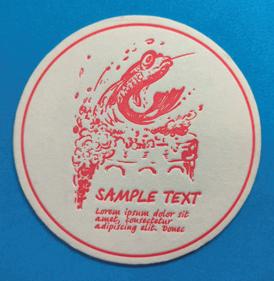 SAMPLE TEXT
Lorem ipsum dolor sit
amet, consectetur
adipiscing elit. Donec